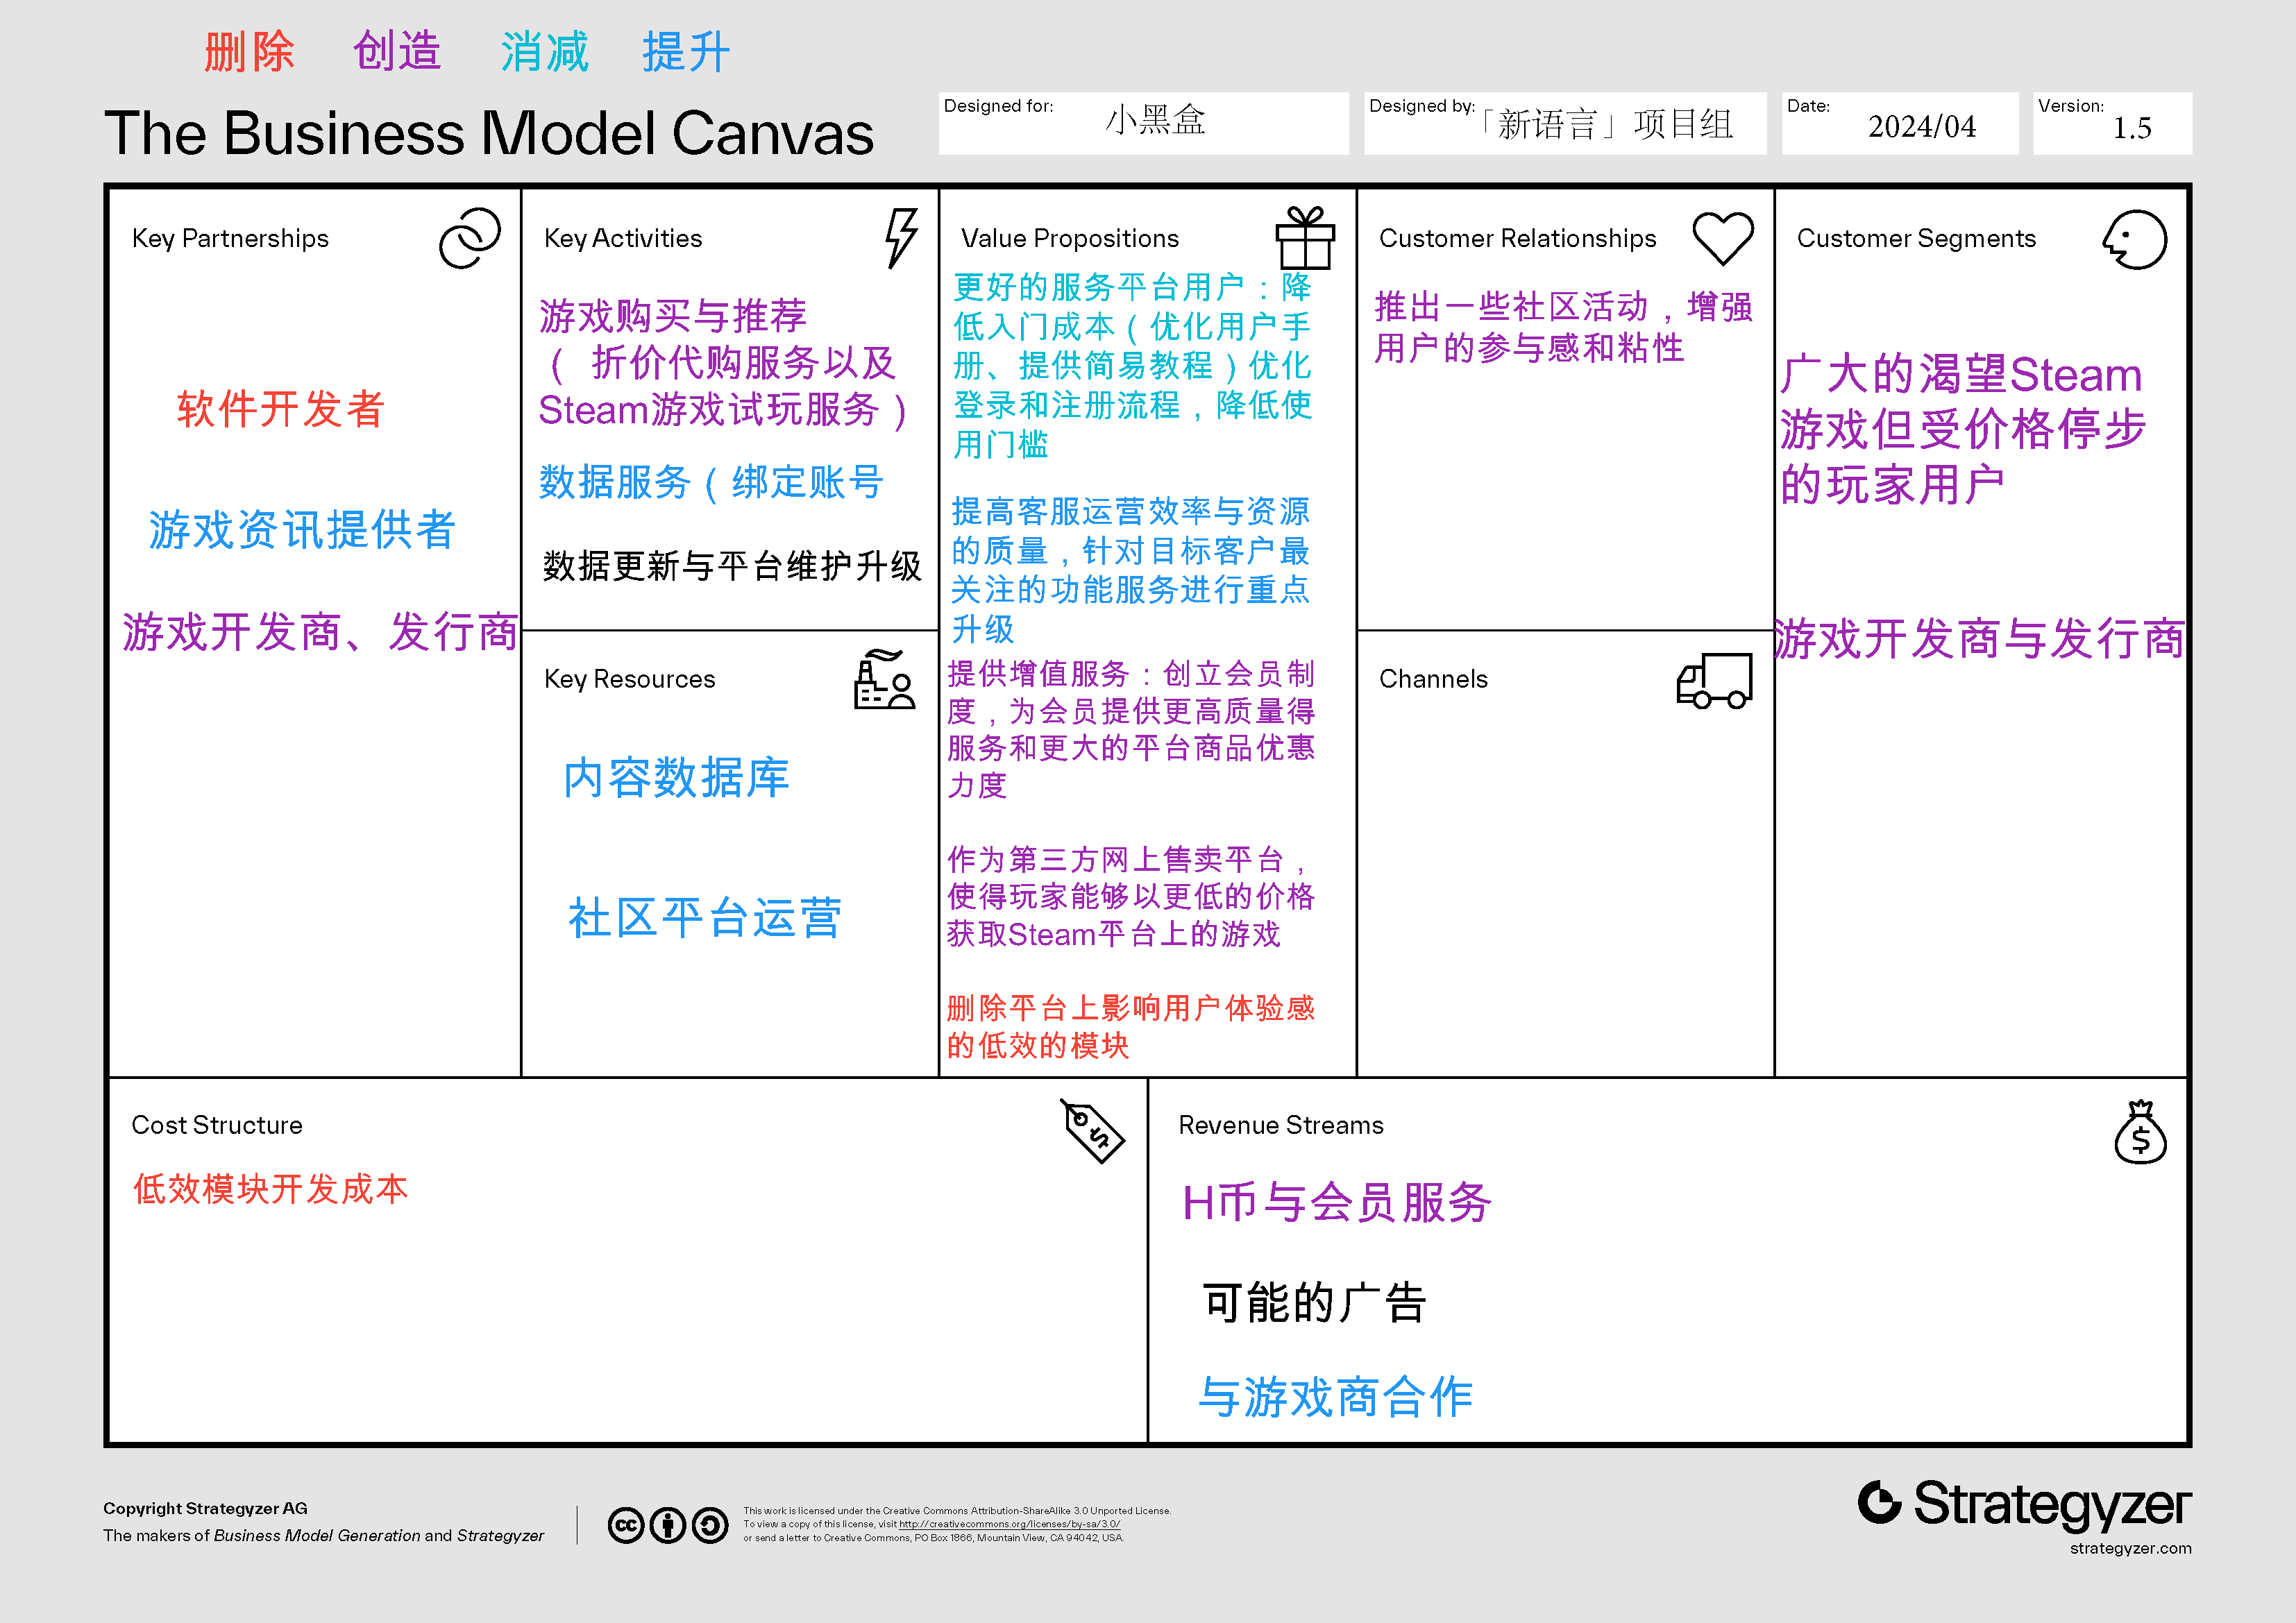 删除 创造 消减 提升
The Business Model Canvas
Designed for:
小黑盒
Designed by:
「新语言」项目组
Date:
2024/04
Version:
1.5
Key Partnerships
软件开发者
游戏资讯提供者
游戏开发商、发行商
Key Activities
游戏购买与推荐
（ 折价代购服务以及
Steam游戏试玩服务）
数据服务（绑定账号
数据更新与平台维护升级
Key Resources
内容数据库
社区平台运营
Value Propositions
更好的服务平台用户：降
低入门成本（优化用户手
册、提供简易教程）优化
登录和注册流程，降低使
用门槛
提高客服运营效率与资源
的质量，针对目标客户最
关注的功能服务进行重点
升级
提供增值服务：创立会员制
度，为会员提供更高质量得
服务和更大的平台商品优惠
力度
作为第三方网上售卖平台，
使得玩家能够以更低的价格
获取Steam平台上的游戏
删除平台上影响用户体验感
的低效的模块
Customer Relationships
推出一些社区活动，增强
用户的参与感和粘性
Channels
Customer Segments
广大的渴望Steam
游戏但受价格停步
的玩家用户
游戏开发商与发行商
Cost Structure
低效模块开发成本
Revenue Streams
H币与会员服务
可能的广告
与游戏商合作
Copyright Strategyzer AG
The makers of Business Model Generation and Strategyzer
This work is licensed under the Creative Commons Attribution-ShareAlike 3.0 Unported License.
To view a copy of this license, visit http://creativecommons.org/licenses/by-sa/3.0/
or send a letter to Creative Commons, PO Box 1866, Mountain View, CA 94042, USA.
Strategyzer
strategyzer.com